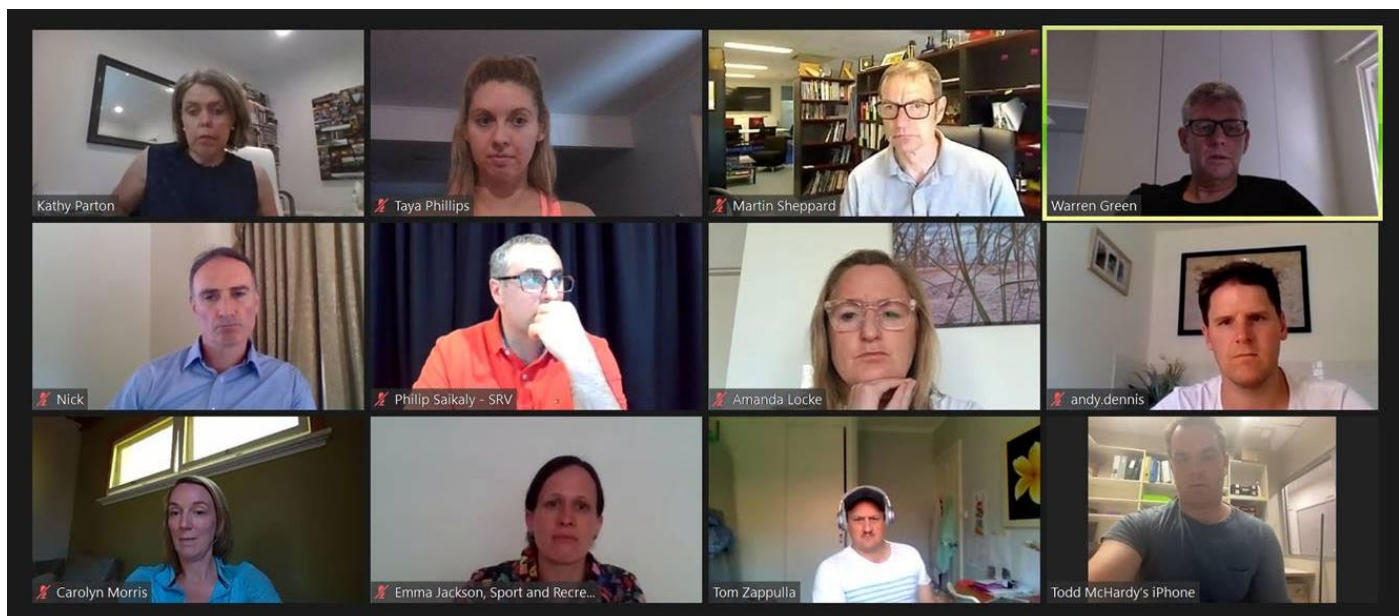 Kathy Parton
Taya Phillips
Martin Sheppard
Warren Green
Nick
Philip Saikaly - SRV
Amanda Locke
andy.dennis
Carolyn Morris
Emma Jackson, Sport and Recre...
Tom Zappulla
Todd McHardy's iPhone